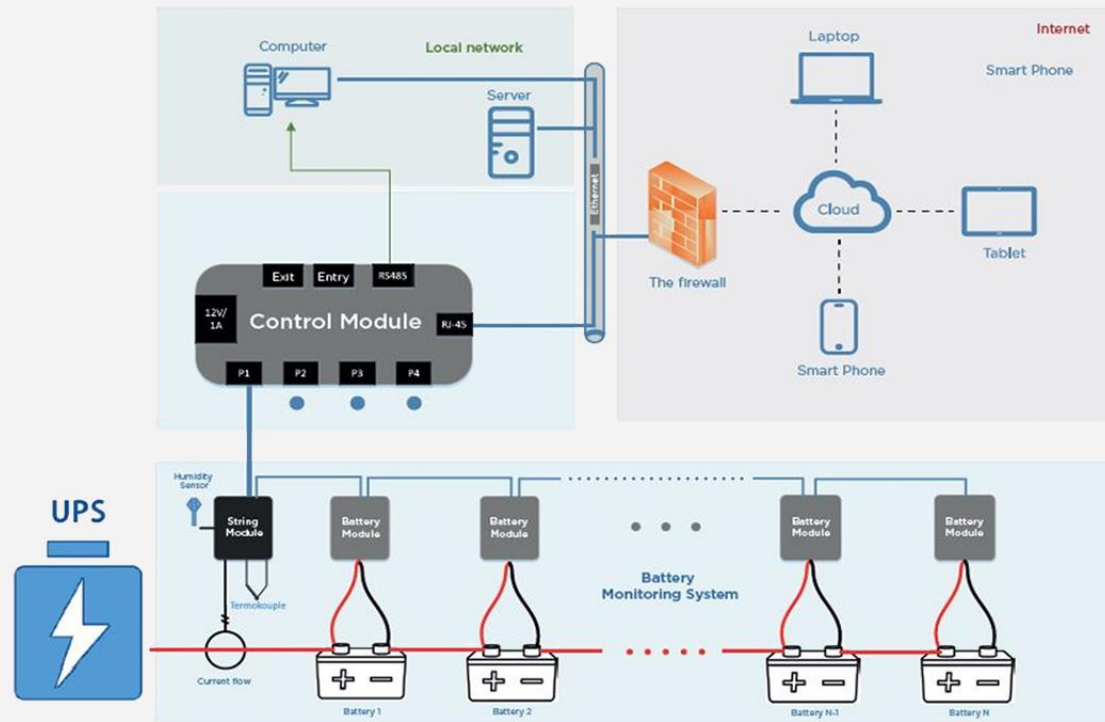 Computer
Local network
Server
Ethernet
Internet
Laptop
Smart Phone
Cloud
Tablet
The firewall
Smart Phone
Exit
Entry
RS485
12V/
1A
Control Module
RJ-45
P1
P2
P3
P4
UPS
Humidity
Sensor
String
Module
Battery
Module
Battery
Module
Battery
Module
Battery
Module
Termokouple
Battery
Monitoring System
Current flow
Battery 1
Battery 2
Battery N-1
Battery N